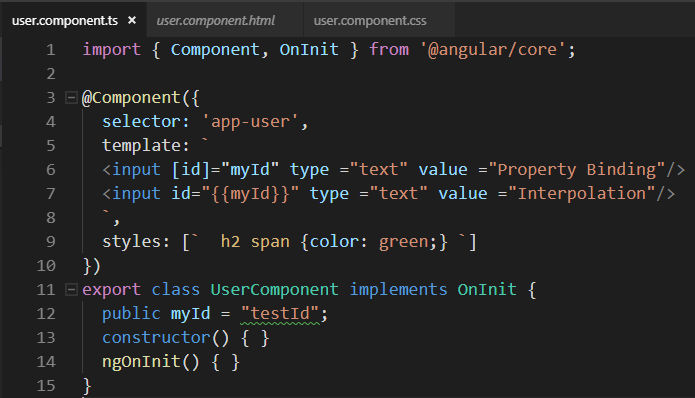 user.component.ts × user.component.html user.component.css
1 import { Component, OnInit } from '@angular/core';
2
3 @Component({
4 selector: 'app-user',
5 template: `
6 <input [id]="myId" type ="text" value ="Property Binding"/>
7 <input id="{{myId}}" type ="text" value ="Interpolation"/>
8 `,
9 styles: [` h2 span {color: green;} `]
10 })
11 export class UserComponent implements OnInit {
12 public myId = "testId";
13 constructor() { }
14 ngOnInit() { }
15 }